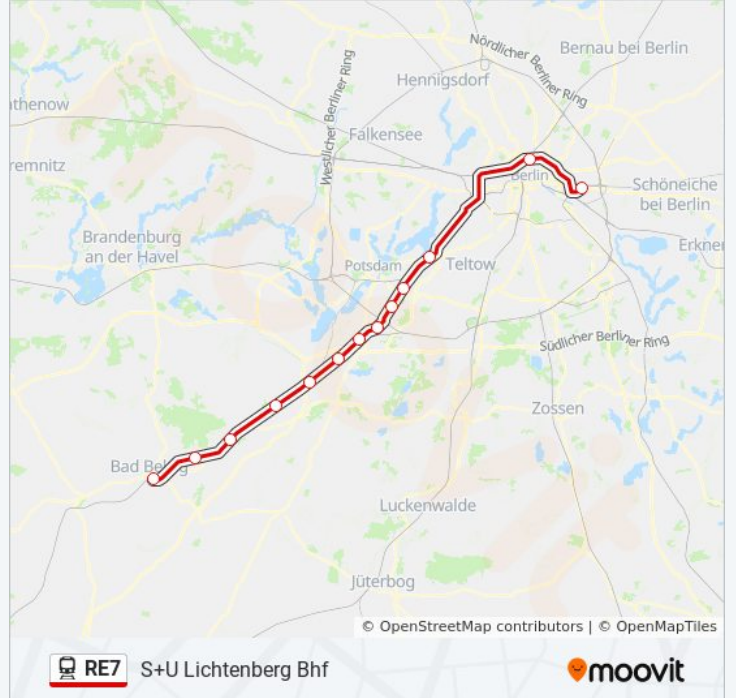 Nördlicher Berliner Ring
Bernau bei Berlin
Hennigsdorf
athenow
Falkensee
Westlicher Berliner Ring
remnitz
Berlin
Schöneiche
bei Berlin
Brandenburg
an der Havel
Erkner
Potsdam
Teltow
Südlicher Berliner Ring
Zossen
Bad Belzig
Luckenwalde
Jüterbog
© OpenStreetMap contributors | © OpenMapTiles
RE7 S+U Lichtenberg Bhf
moovit